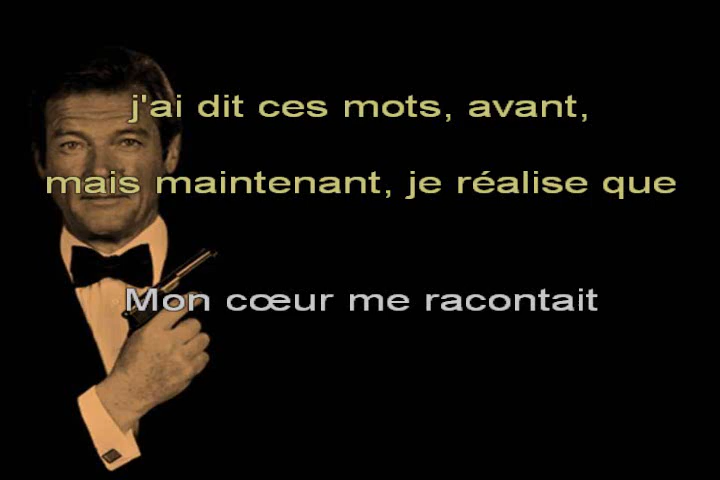 j'ai dit ces mots, avant,
mais maintenant, je réalise que
Mon cœur me racontait